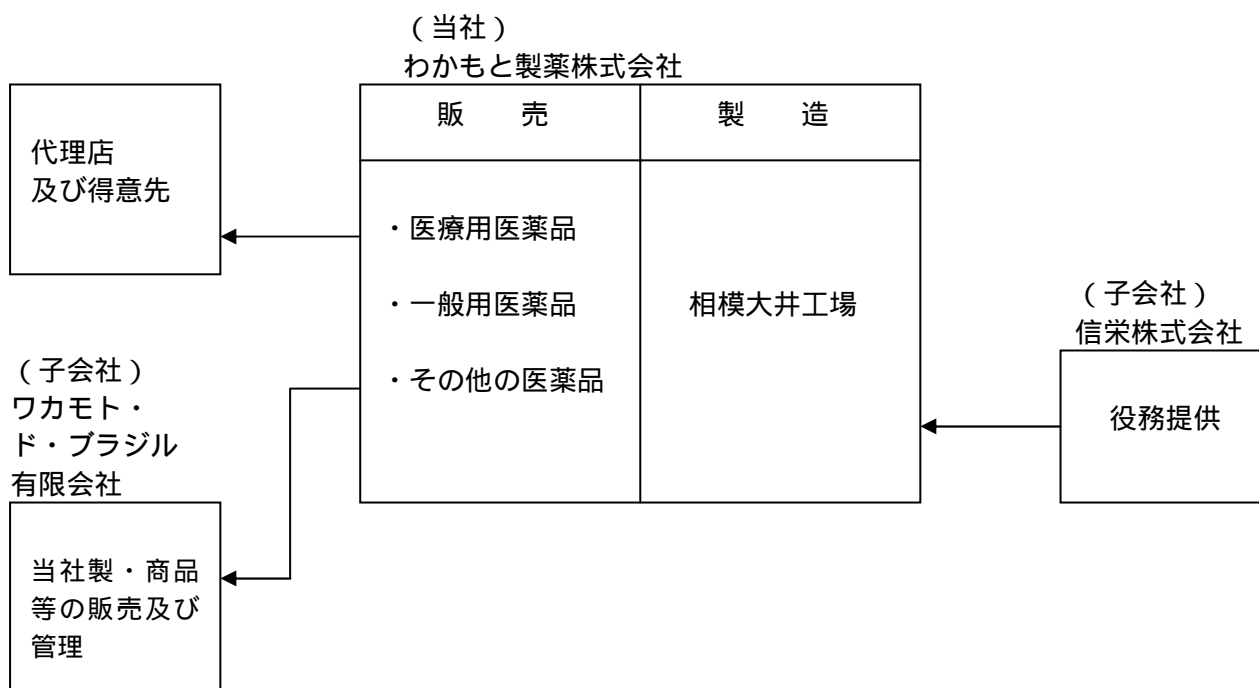 (当社)
わかもと製薬株式会社
代理店
及び得意先
販 売
製 造
・医療用医薬品
・一般用医薬品
・その他の医薬品
相模大井工場
(子会社)
信栄株式会社
役務提供
(子会社)
ワカモト・
ド・ブラジル
有限会社
当社製・商品
等の販売及び
管理